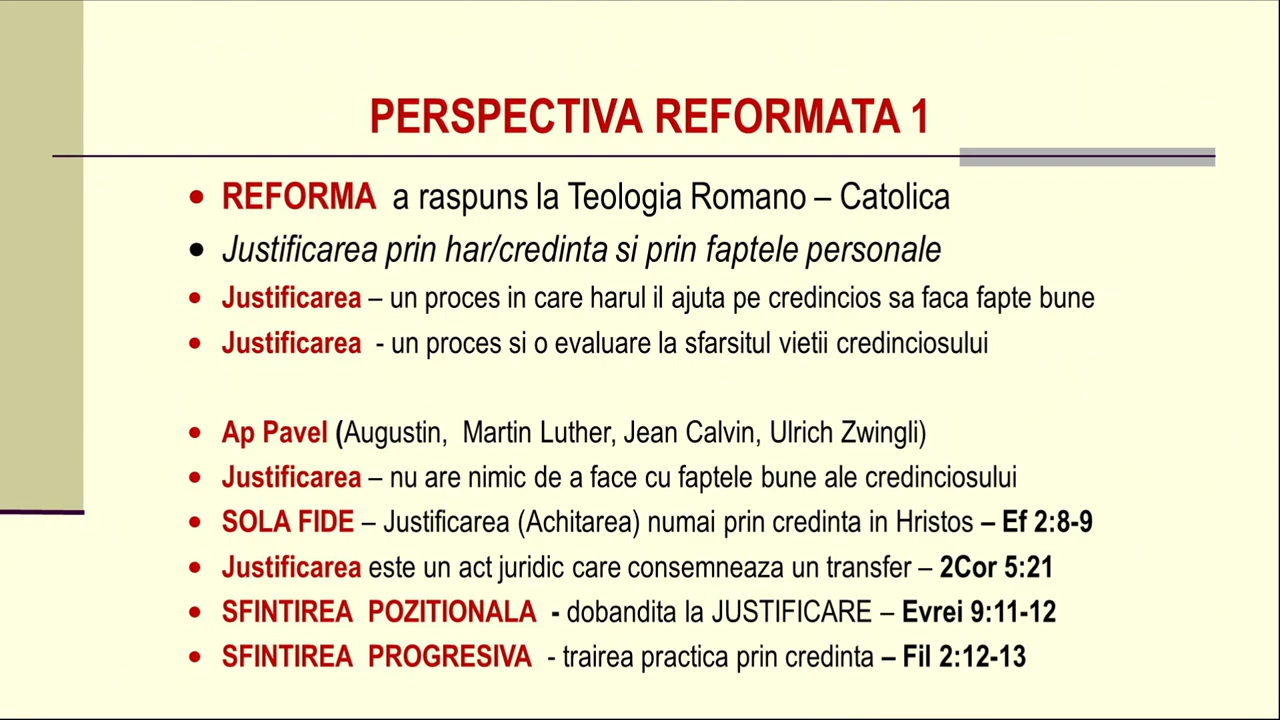 PERSPECTIVA REFORMATA 1
• REFORMA a raspuns la Teologia Romano – Catolica
• Justificarea prin har/credinta si prin faptele personale
• Justificarea – un proces in care harul il ajuta pe credincios sa faca fapte bune
• Justificarea - un proces si o evaluare la sfarsitul vietii credinciosului
• Ap Pavel (Augustin, Martin Luther, Jean Calvin, Ulrich Zwingli)
• Justificarea – nu are nimic de a face cu faptele bune ale credinciosului
• SOLA FIDE – Justificarea (Achitarea) numai prin credinta in Hristos – Ef 2:8-9
• Justificarea este un act juridic care consemneaza un transfer – 2Cor 5:21
• SFINTIREA POZITIONALA - dobandita la JUSTIFICARE – Evrei 9:11-12
• SFINTIREA PROGRESIVA - trairea practica prin credinta – Fil 2:12-13